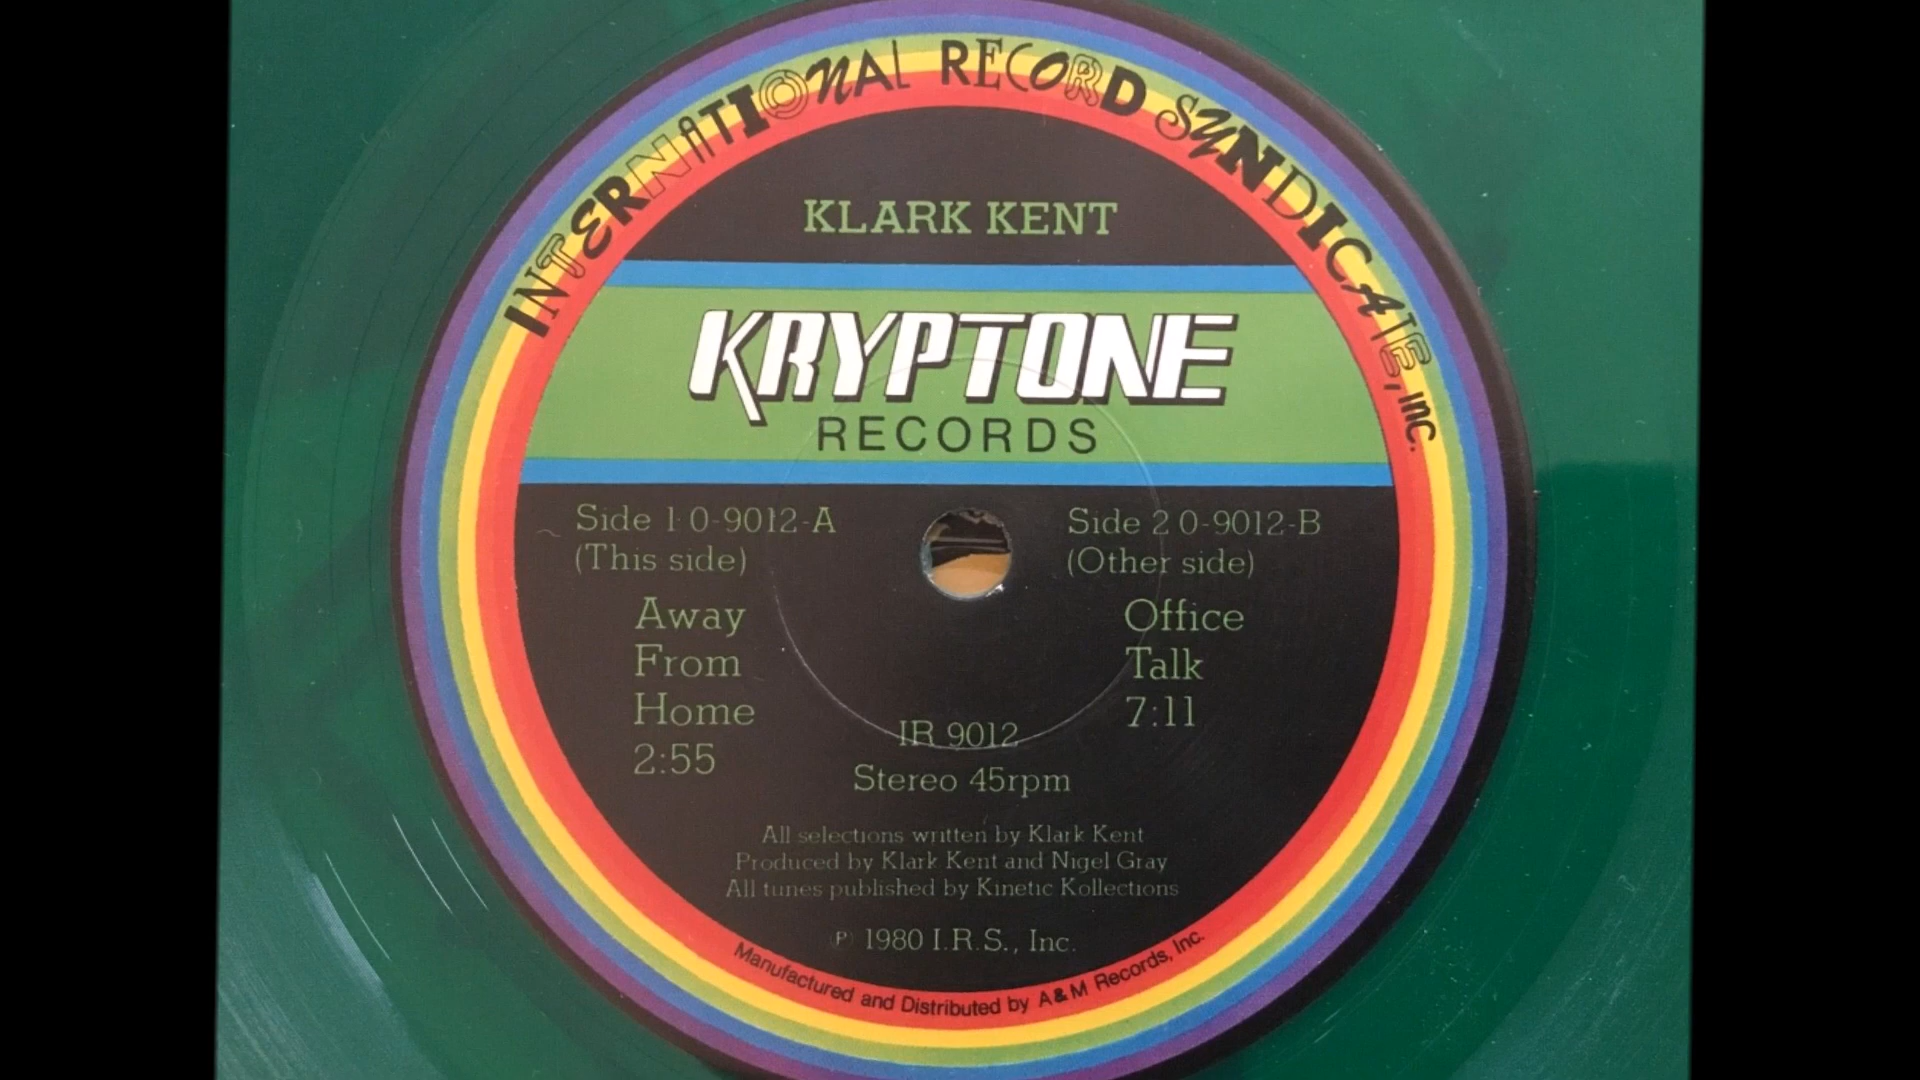 INTERNATIONAL RECORD SYNDICATE, INC.
KLARK KENT
KRYPTONE
RECORDS
Side 1 0-9012-A
(This side)
Away
From
Home
2:55
Side 2 0-9012-B
(Other side)
Office
Talk
7:11
IR 9012
Stereo 45rpm
All selections written by Klark Kent
Produced by Klark Kent and Nigel Gray
All tunes published by Kinetic Kollections
℗ 1980 I.R.S., Inc.
Manufactured and Distributed by A&M Records, Inc.